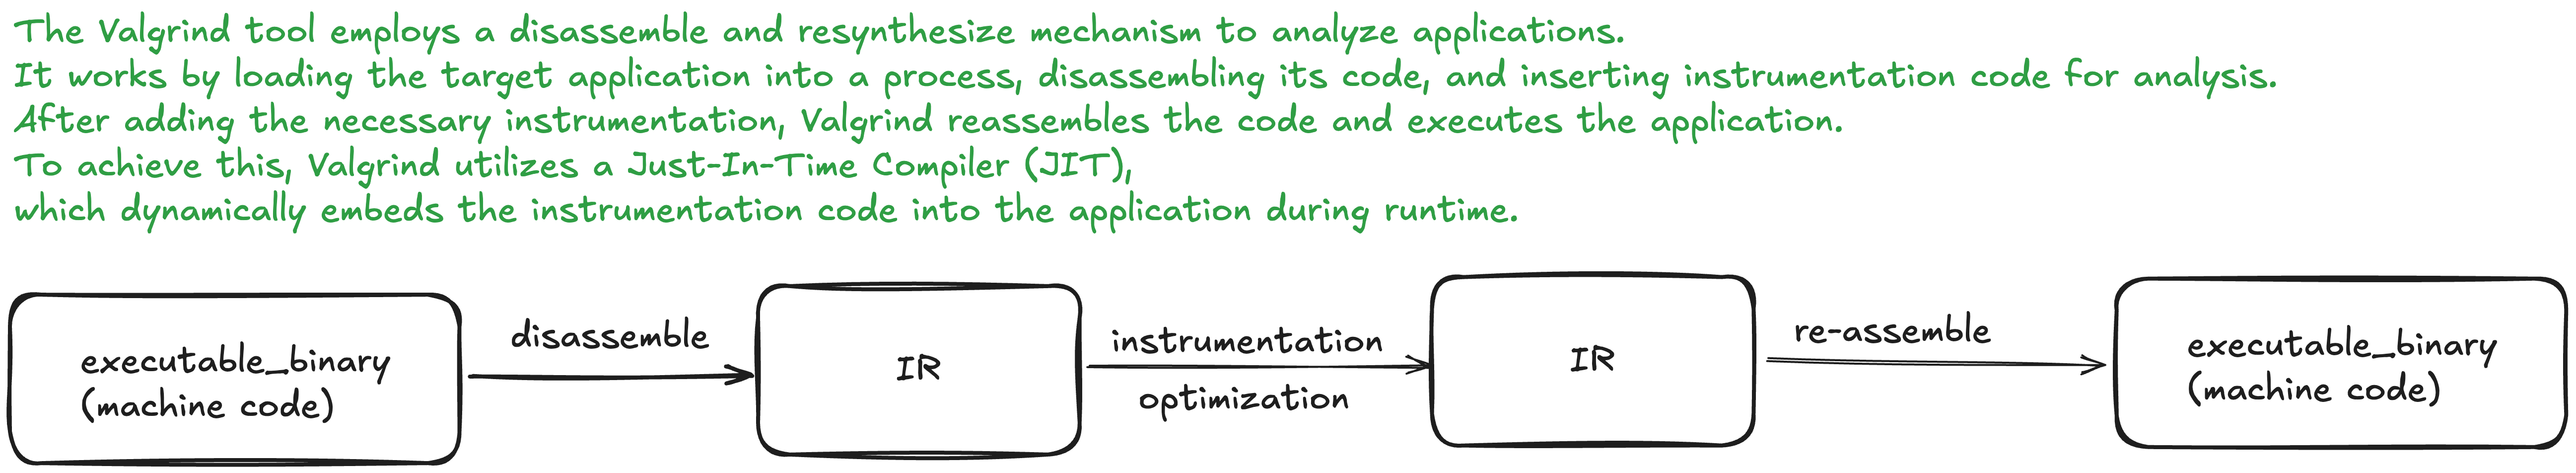 The Valgrind tool employs a disassemble and resynthesize mechanism to analyze applications.
It works by loading the target application into a process, disassembling its code, and inserting instrumentation code for analysis.
After adding the necessary instrumentation, Valgrind reassembles the code and executes the application.
To achieve this, Valgrind utilizes a Just-In-Time Compiler (JIT),
which dynamically embeds the instrumentation code into the application during runtime.
executable_binary
(machine code)
disassemble
IR
instrumentation
optimization
IR
re-assemble
executable_binary
(machine code)